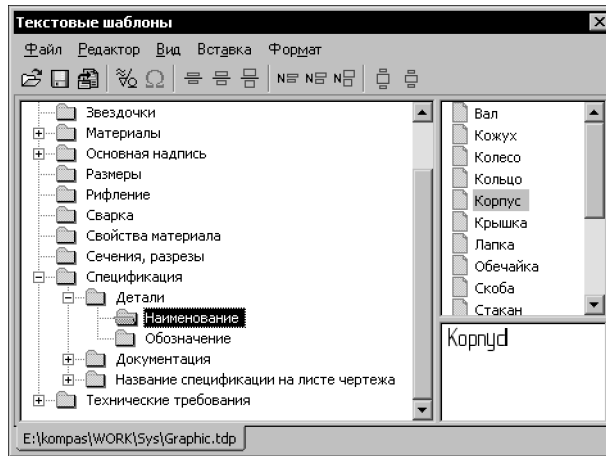 Текстовые шаблоны
Файл Редактор Вид Вставка Формат
N N N
Звездочки
Материалы
Основная надпись
Размеры
Рифление
Сварка
Свойства материала
Сечения, разрезы
Спецификация
Детали
Наименование
Обозначение
Документация
Название спецификации на листе чертежа
Технические требования
Вал
Кожух
Колесо
Кольцо
Корпус
Крышка
Лапка
Обечайка
Скоба
Стакан
Корпус
E:\kompas\WORK\Sys\Graphic.tdp